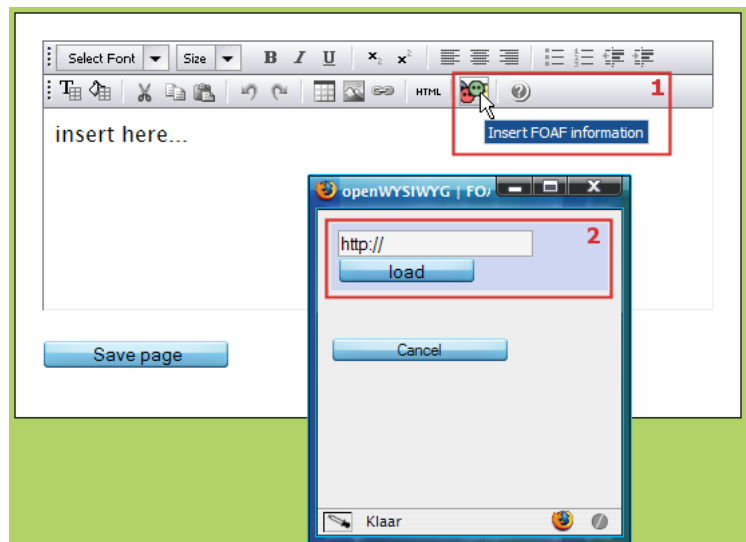 Select Font Size B I U x₂ x²
T HTML 1
Insert FOAF information
insert here...
openWYSIWYG | FO
http:// 2
load
Save page
Cancel
Klaar